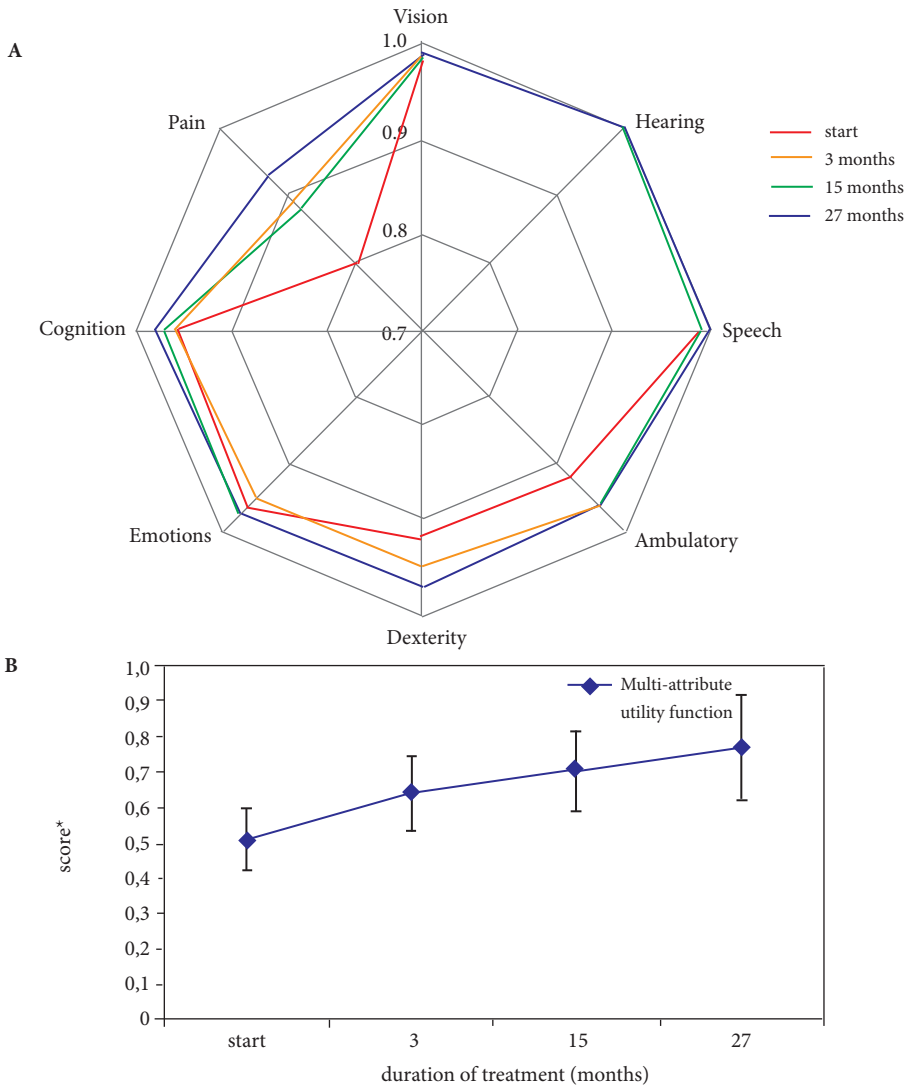 A
Vision
1.0
Pain
Hearing
0.9
start
3 months
15 months
27 months
0.8
Cognition
0.7
Speech
Emotions
Ambulatory
Dexterity
B
1,0
0,9
0,8
0,7
0,6
0,5
0,4
0,3
0,2
0,1
0
score*
Multi-attribute
utility function
start 3 15 27
duration of treatment (months)